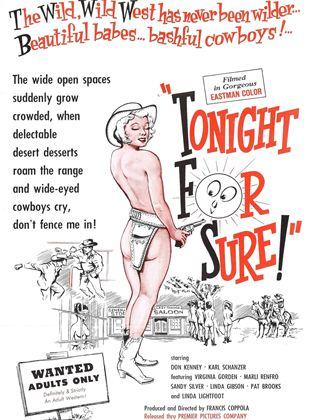 The Wild, Wild West has never been wilder...
Beautiful babes... bashful cowboys!...
The wide open spaces
suddenly grow
crowded, when
delectable
desert desserts
roam the range
and wide-eyed
cowboys cry,
don't fence me in!
Filmed
in Gorgeous
EASTMAN COLOR
"TONIGHT
FOR
SURE!"
SALOON
WANTED
ADULTS ONLY
Definitely & Strictly
An Adult Western!
starring
DON KENNEY · KARL SCHANZER
featuring VIRGINIA GORDON · MARLI RENFRO
SANDY SILVER · LINDA GIBSON · PAT BROOKS
and LINDA LIGHTFOOT
Produced and Directed by FRANCIS COPPOLA
Released thry PREMIER PICTURES COMPANY